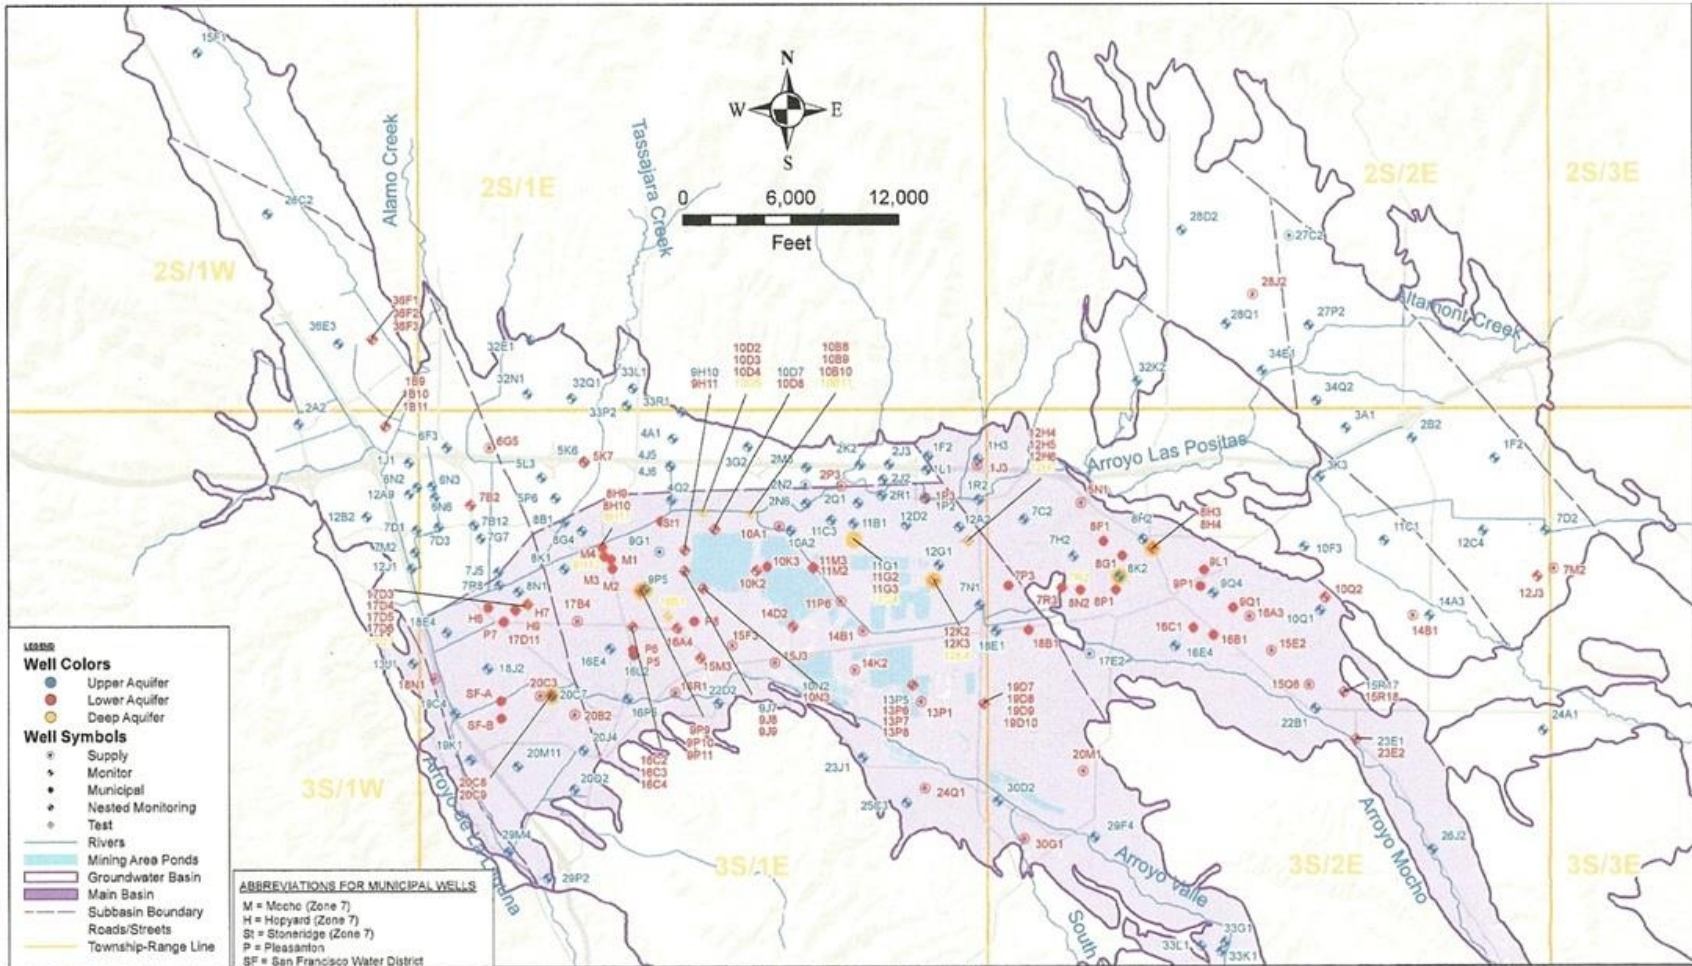 15F1
26C2
Alamo Creek
Tassajara Creek
N
W
E
S
0
6,000
12,000
Feet
2S/1E
2S/2E
2S/3E
2S/1W
28D2
27C2
28J2
28Q1
27P2
Altamont Creek
36F1
36F2
36F3
36E3
32E1
32N1
32Q1
33L1
33P2
33R1
10D2
10D3
10D4
9H10
9H11
10D7
10D8
10B8
10B9
10B10
34E1
32K2
34Q2
3A1
2B2
1F2
1B9
1B10
1B11
2A2
6F3
6G5
5K6
5K7
4A1
4J5
4J6
3G2
2K2
2J3
1F2
1H3
12H4
12H5
12H6
Arroyo Las Positas
3K3
1J1
6N2
6N3
12A9
5L3
5P6
4Q2
2N2
2P3
2J2
1L1
1J3
12B2
7B2
7B12
7G7
7D1
7D3
7M2
12J1
8B1
8G4
8H9
8H10
St1
2N6
2Q1
2R1
1P3
1P2
1R2
5N1
12D2
12A2
7C2
11C1
12C4
7D2
10A1
10A2
11C3
11B1
8F1
8H2
8H3
8H4
10F3
M4
M1
M3
M2
9G1
8K1
7J5
7R8
8N1
10K3
10K2
11M3
11M2
11G1
11G2
11G3
12G1
7H2
8G1
8K2
9L1
9P1
9Q4
10Q2
7M2
12J3
17D3
17D4
17D5
17D6
H7
H6
H9
P7
17D11
17B4
9P5
P8
16A4
14D2
11P6
14B1
7N1
7P3
7R3
8N2
8P1
9Q1
16A3
10Q1
14B1
14A3
18E4
18J2
18N1
16E4
P6
P5
15F3
15M3
15J3
12K2
12K3
18E1
18B1
17E2
16C1
16B1
16E4
15E2
SF-A
SF-B
20C3
20C7
20B2
16L2
16R1
16P5
22D2
9J7
9J8
9J9
10N2
10N3
14K2
13P5
13P6
13P7
13P8
13P1
19D7
19D8
19D9
19D10
15Q6
15R17
15R18
22B1
23E1
23E2
24A1
19C4
19K1
20C8
20C9
20M11
20J4
20Q2
16C2
16C3
16C4
9P9
9P10
9P11
23J1
25C3
24Q1
30D2
20M1
30G1
29F4
29M4
29P2
Arroyo Valle
Arroyo Mocho
26J2
33L1
33G1
33K1
South
3S/1W
3S/1E
3S/2E
3S/3E
LEGEND
Well Colors
Upper Aquifer
Lower Aquifer
Deep Aquifer
Well Symbols
Supply
Monitor
Municipal
Nested Monitoring
Test
Rivers
Mining Area Ponds
Groundwater Basin
Main Basin
Subbasin Boundary
Roads/Streets
Township-Range Line
ABBREVIATIONS FOR MUNICIPAL WELLS
M = Mocho (Zone 7)
H = Hopyard (Zone 7)
St = Stoneridge (Zone 7)
P = Pleasanton
SF = San Francisco Water District